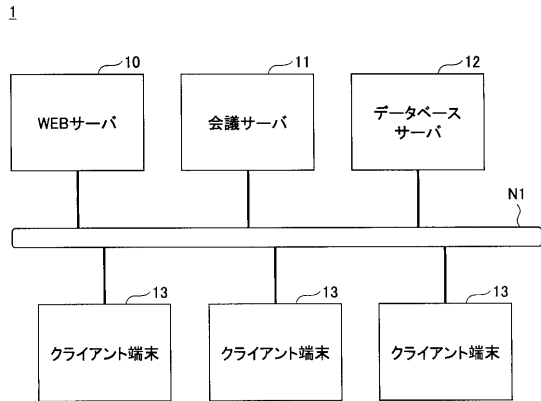 1
10
11
12
WEBサーバ
会議サーバ
データベース
サーバ
N1
13
13
13
クライアント端末
クライアント端末
クライアント端末